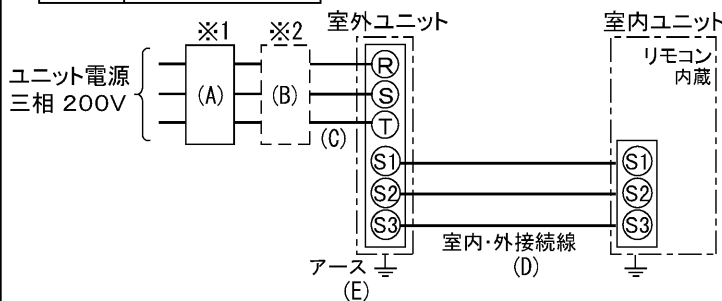 ※1
※2
室外ユニット
室内ユニット
ユニット電源
三相 200V
(A)
(B)
(C)
R
S
T
リモコン
内蔵
S1
S2
S3
S1
S2
S3
室内・外接続線
(D)
アース
(E)